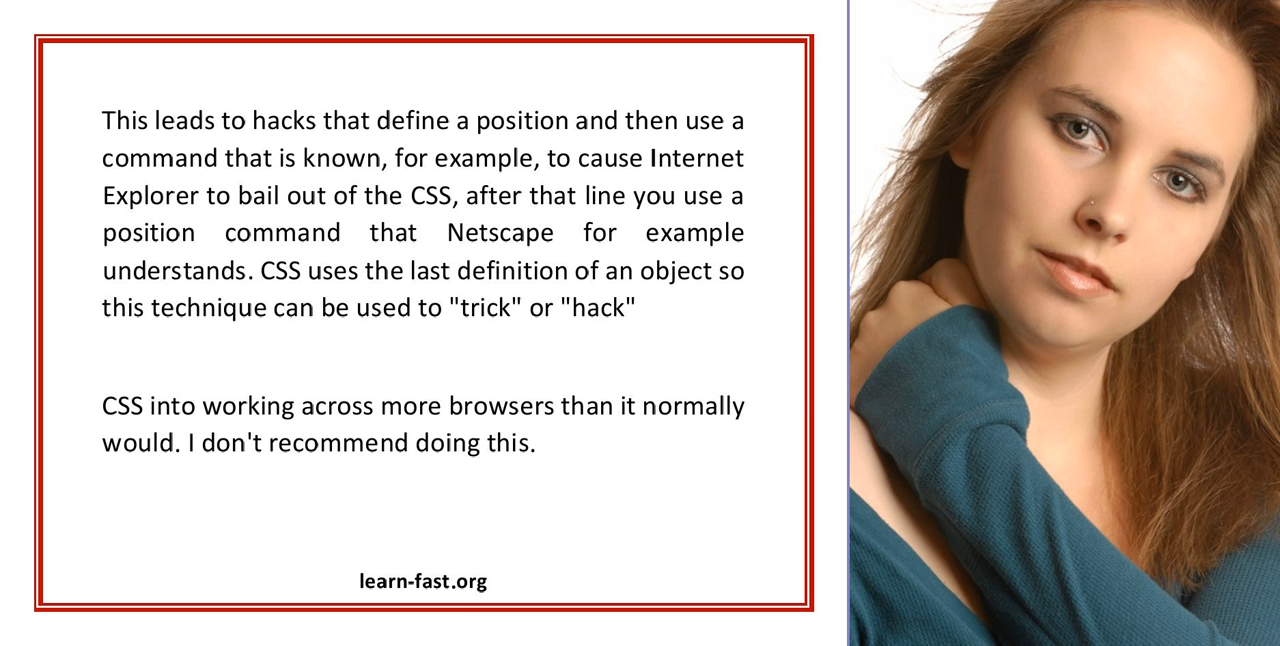 This leads to hacks that define a position and then use a
command that is known, for example, to cause Internet
Explorer to bail out of the CSS, after that line you use a
position command that Netscape for example
understands. CSS uses the last definition of an object so
this technique can be used to "trick" or "hack"
CSS into working across more browsers than it normally
would. I don't recommend doing this.
learn-fast.org